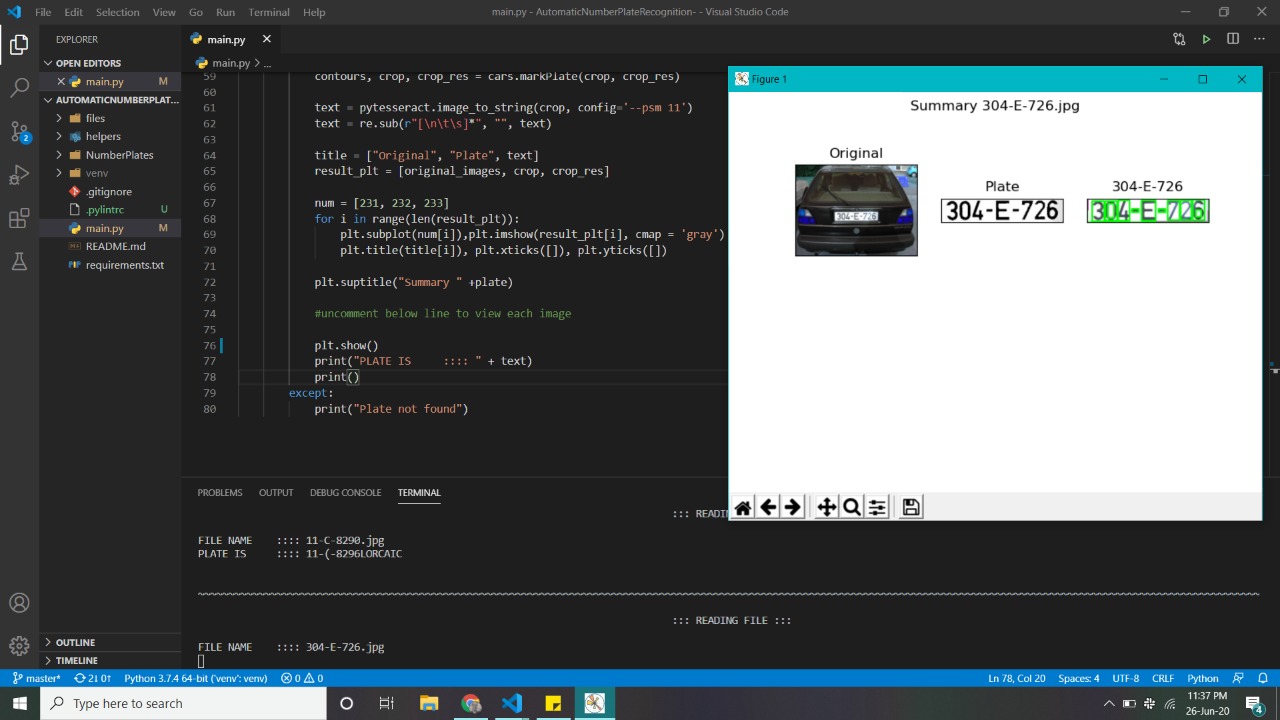 File Edit Selection View Go Run Terminal Help main.py - AutomaticNumberPlateRecognition- - Visual Studio Code
EXPLORER
OPEN EDITORS
main.py M
AUTOMATICNUMBERPLAT...
files
helpers
NumberPlates
venv
.gitignore
.pylintrc U
main.py M
README.md
requirements.txt
OUTLINE
TIMELINE
2
main.py
main.py > ...
59 contours, crop, crop_res = cars.markPlate(crop, crop_res)
60
61 text = pytesseract.image_to_string(crop, config='--psm 11')
62 text = re.sub(r"[\n\t\s]*", "", text)
63
64 title = ["Original", "Plate", text]
65 result_plt = [original_images, crop, crop_res]
66
67 num = [231, 232, 233]
68 for i in range(len(result_plt)):
69 plt.subplot(num[i]),plt.imshow(result_plt[i], cmap = 'gray')
70 plt.title(title[i]), plt.xticks([]), plt.yticks([])
71
72 plt.suptitle("Summary " +plate)
73
74 #uncomment below line to view each image
75
76 plt.show()
77 print("PLATE IS     :::: " + text)
78 print()
79 except:
80 print("Plate not found")
Figure 1
Summary 304-E-726.jpg
Original
304-E-726
Plate
304-E-726
304-E-726
304-E-726
PROBLEMS OUTPUT DEBUG CONSOLE TERMINAL
::: READIN
FILE NAME    :::: 11-C-8290.jpg
PLATE IS     :::: 11-(-8296LORCAIC
::: READING FILE :::
FILE NAME    :::: 304-E-726.jpg
master* 2↓ 0↑ Python 3.7.4 64-bit ('venv': venv) 0 0 Ln 78, Col 20 Spaces: 4 UTF-8 CRLF Python
Type here to search
11:37 PM
26-Jun-20
4